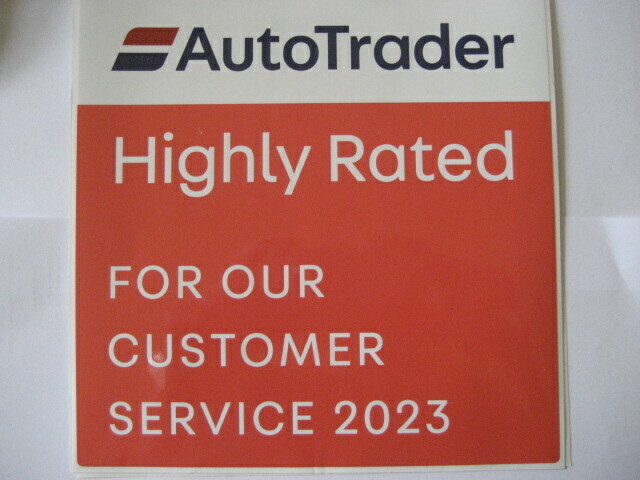 AutoTrader
Highly Rated
FOR OUR
CUSTOMER
SERVICE 2023